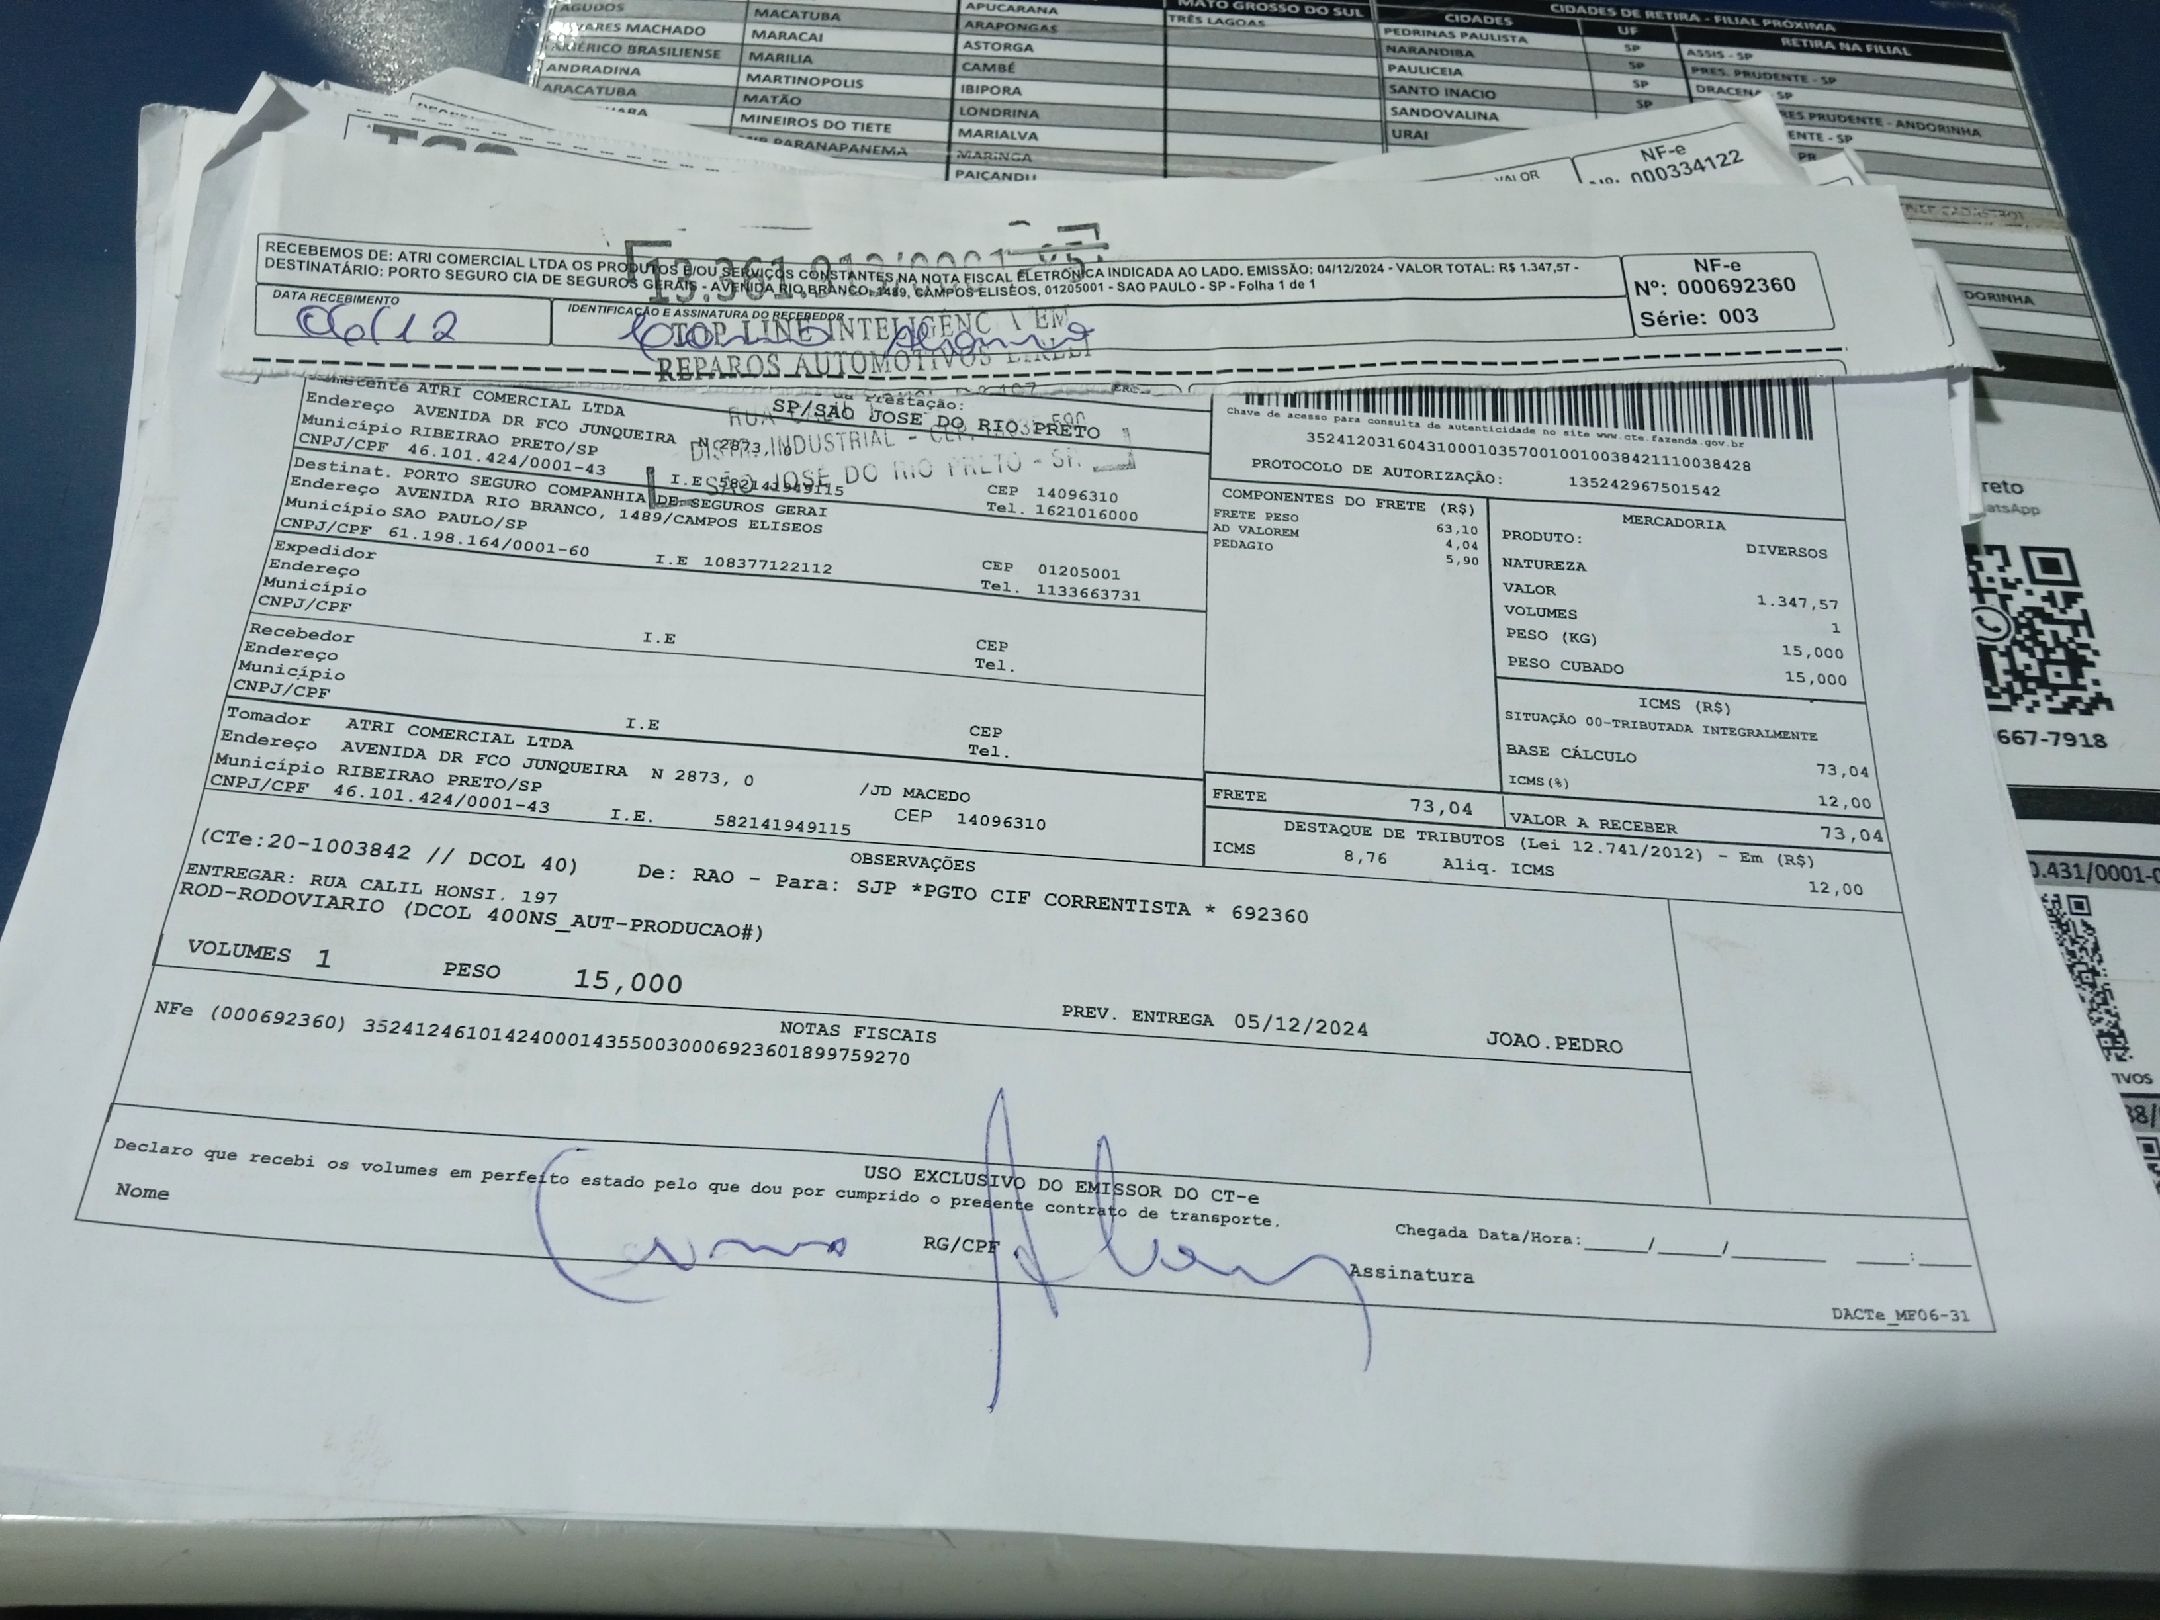 AGUDOS
MACATUBA
APUCARANA
MATO GROSSO DO SUL
CIDADES DE RETIRA - FILIAL PRÓXIMA
MACHADO
MARACAI
ARAPONGAS
TRÊS LAGOAS
CIDADES
UF
RETIRA NA FILIAL
AMÉRICO BRASILIENSE
MARILIA
ASTORGA
PEDRINAS PAULISTA
SP
ASSIS - SP
ANDRADINA
MARTINOPOLIS
CAMBÉ
NARANDIBA
SP
PRES. PRUDENTE - SP
ARACATUBA
MATÃO
IBIPORA
PAULICEIA
SP
MINEIROS DO TIETE
LONDRINA
SANTO INACIO
SP
PARANAPANEMA
MARIALVA
SANDOVALINA
PRUDENTE - ANDORINHA
MARINGA
URAI
PAIÇANDU
VALOR
NF-e
000334122
RECEBEMOS DE: ATRI COMERCIAL LTDA OS PRODUTOS E/OU SERVIÇOS CONSTANTES NA NOTA FISCAL ELETRÔNICA INDICADA AO LADO. EMISSÃO: 04/12/2024 - VALOR TOTAL: R$ 1.347,57 -
DESTINATÁRIO: PORTO SEGURO CIA DE SEGUROS GERAIS - AVENIDA RIO BRANCO, 1489, CAMPOS ELISEOS, 01205001 - SAO PAULO - SP - Folha 1 de 1
NF-e
Nº: 000692360
Série: 003
DATA RECEBIMENTO
06/12
IDENTIFICAÇÃO E ASSINATURA DO RECEBEDOR
TOP LINE INTELIGÊNCIA EM
REPAROS AUTOMOTIVOS EIRELI
INDUSTRIAL
SÃO JOSE DO RIO PRETO - SP
ATRI COMERCIAL LTDA
Endereço AVENIDA DR FCO JUNQUEIRA N 2873, 0
Município RIBEIRAO PRETO/SP
CNPJ/CPF 46.101.424/0001-43 I.E 582141949115
CEP 14096310
Tel. 1621016000
Prestação:
SP/SAO JOSE DO RIO PRETO
Chave de acesso para consulta de autenticidade no site www.cte.fazenda.gov.br
35241203160431000103570010010038421110038428
PROTOCOLO DE AUTORIZAÇÃO: 135242967501542
Destinat. PORTO SEGURO COMPANHIA DE SEGUROS GERAI
Endereço AVENIDA RIO BRANCO, 1489/CAMPOS ELISEOS
Município SAO PAULO/SP
CNPJ/CPF 61.198.164/0001-60 I.E 108377122112
CEP 01205001
Tel. 1133663731
Expedidor
Endereço
Município
CNPJ/CPF
I.E
CEP
Tel.
Recebedor
Endereço
Município
CNPJ/CPF
I.E
CEP
Tel.
Tomador ATRI COMERCIAL LTDA
Endereço AVENIDA DR FCO JUNQUEIRA N 2873, 0 /JD MACEDO
Município RIBEIRAO PRETO/SP
CEP 14096310
CNPJ/CPF 46.101.424/0001-43 I.E. 582141949115
COMPONENTES DO FRETE (R$)
FRETE PESO 63,10
AD VALOREM 4,04
PEDAGIO 5,90
MERCADORIA
PRODUTO: DIVERSOS
NATUREZA
VALOR 1.347,57
VOLUMES 1
PESO (KG) 15,000
PESO CUBADO 15,000
ICMS (R$)
SITUAÇÃO 00-TRIBUTADA INTEGRALMENTE
BASE CÁLCULO 73,04
ICMS(%) 12,00
FRETE 73,04
VALOR A RECEBER 73,04
DESTAQUE DE TRIBUTOS (Lei 12.741/2012) - Em (R$)
ICMS 8,76 Aliq. ICMS 12,00
OBSERVAÇÕES
(CTe:20-1003842 // DCOL 40) De: RAO - Para: SJP *PGTO CIF CORRENTISTA * 692360
ENTREGAR: RUA CALIL HONSI, 197
ROD-RODOVIARIO (DCOL 400NS_AUT-PRODUCAO#)
VOLUMES 1 PESO 15,000
PREV. ENTREGA 05/12/2024 JOAO.PEDRO
NOTAS FISCAIS
NFe (000692360) 35241246101424000143550030006923601899759270
USO EXCLUSIVO DO EMISSOR DO CT-e
Declaro que recebi os volumes em perfeito estado pelo que dou por cumprido o presente contrato de transporte.
Nome
RG/CPF
Chegada Data/Hora:____/____/______ ___:___
Assinatura
DACTe_MF06-31
667-7918